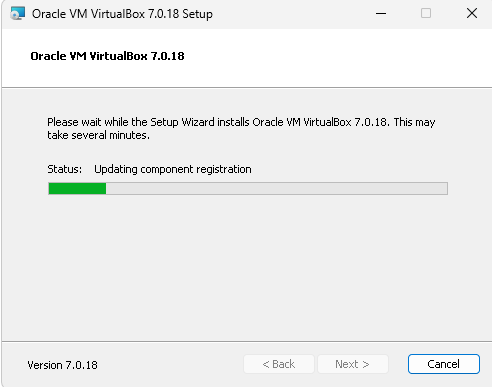 Oracle VM VirtualBox 7.0.18 Setup
Oracle VM VirtualBox 7.0.18
Please wait while the Setup Wizard installs Oracle VM VirtualBox 7.0.18. This may
take several minutes.
Status: Updating component registration
Version 7.0.18
< Back
Next >
Cancel